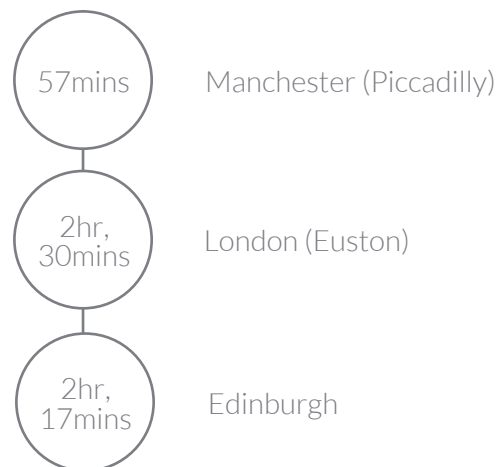 57mins
Manchester (Piccadilly)
2hr,
30mins
London (Euston)
2hr,
17mins
Edinburgh